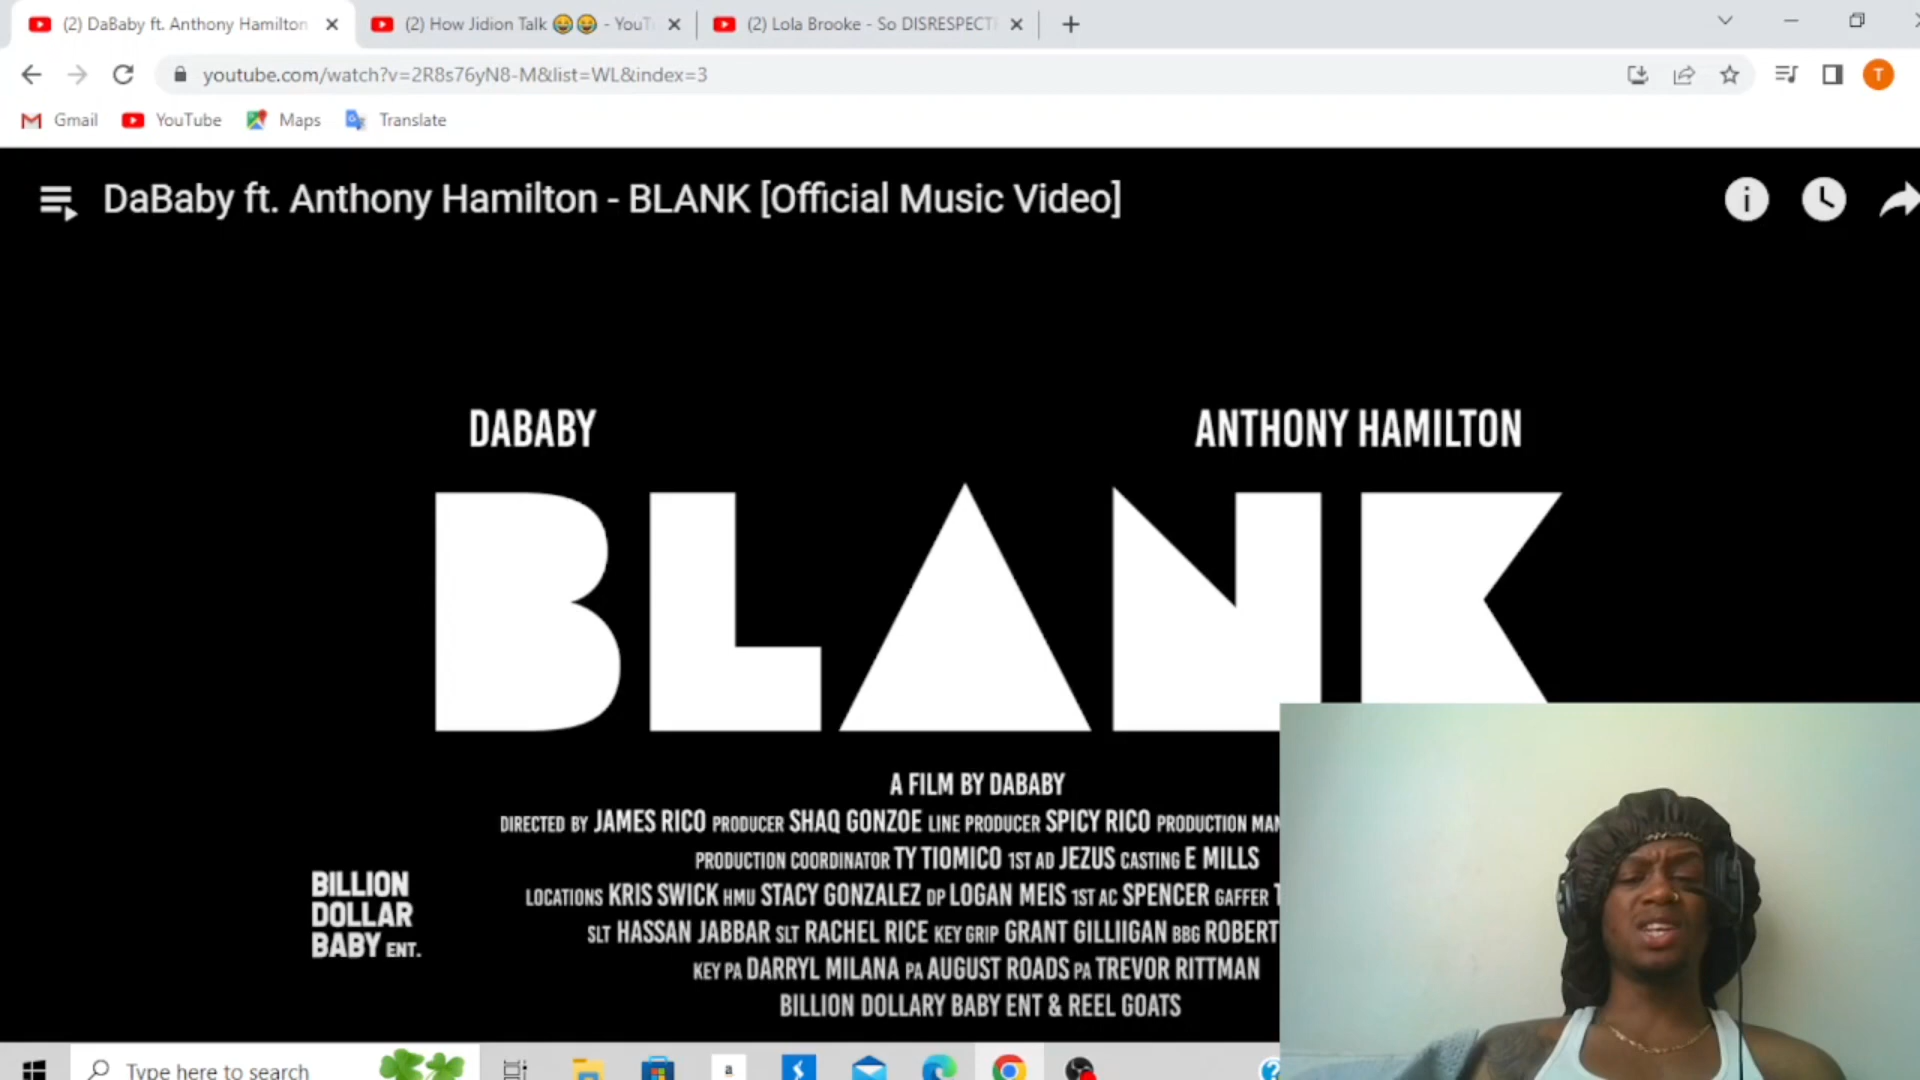 (2) DaBaby ft. Anthony Hamilton
(2) How Jidion Talk 🤣🤣 - YouT
(2) Lola Brooke - So DISRESPECT
youtube.com/watch?v=2R8s76yN8-M&list=WL&index=3
T
Gmail YouTube Maps Translate
DaBaby ft. Anthony Hamilton - BLANK [Official Music Video]
DABABY ANTHONY HAMILTON
BLANK
A FILM BY DABABY
DIRECTED BY JAMES RICO PRODUCER SHAQ GONZOE LINE PRODUCER SPICY RICO PRODUCTION MAN
PRODUCTION COORDINATOR TY TIOMICO 1ST AD JEZUS CASTING E MILLS
LOCATIONS KRIS SWICK HMU STACY GONZALEZ DP LOGAN MEIS 1ST AC SPENCER GAFFER T
SLT HASSAN JABBAR SLT RACHEL RICE KEY GRIP GRANT GILLIIGAN BBG ROBERT
KEY PA DARRYL MILANA PA AUGUST ROADS PA TREVOR RITTMAN
BILLION DOLLARY BABY ENT & REEL GOATS
BILLION
DOLLAR
BABY ENT.
Type here to search
a